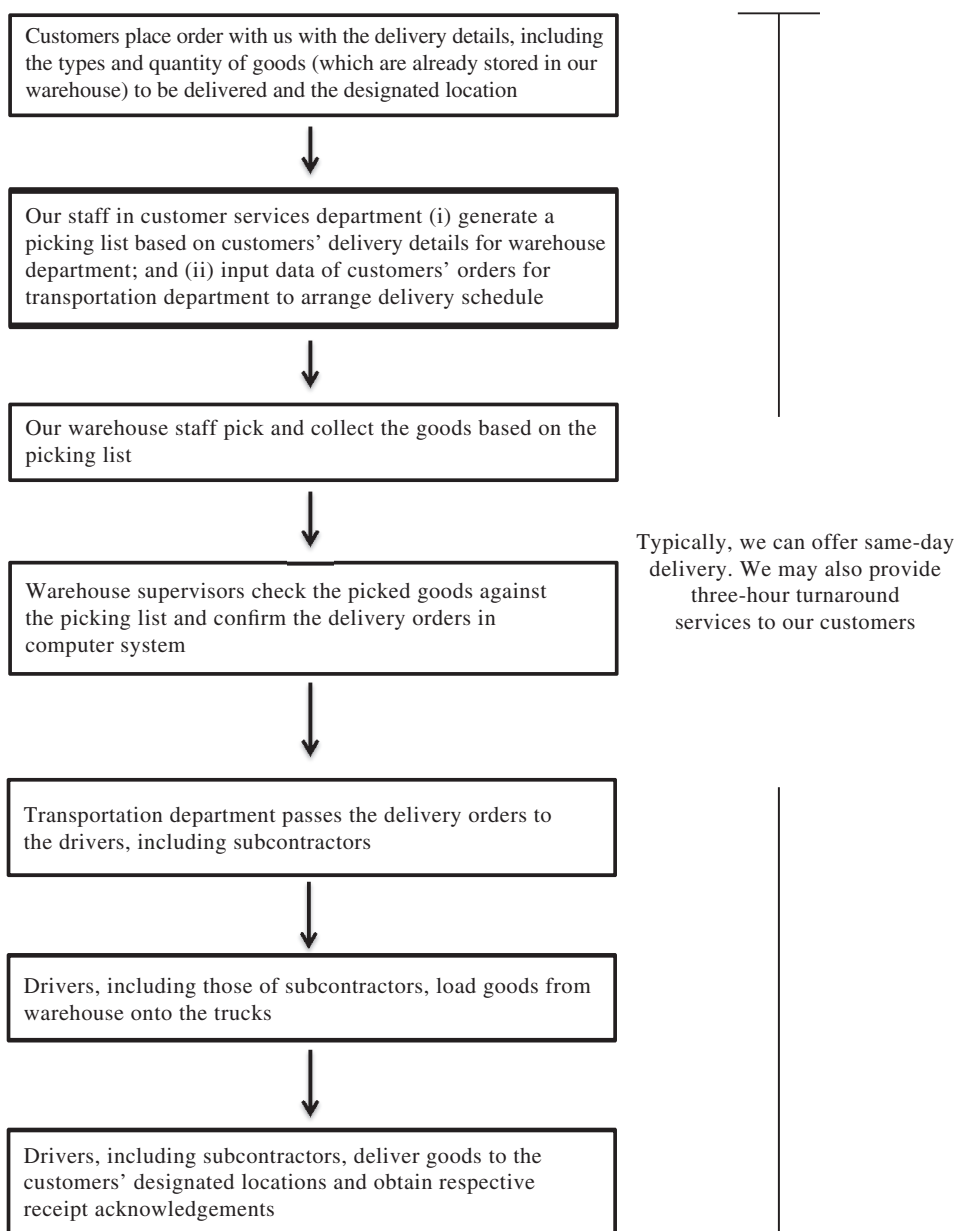 Customers place order with us with the delivery details, including
the types and quantity of goods (which are already stored in our
warehouse) to be delivered and the designated location
Our staff in customer services department (i) generate a
picking list based on customers’ delivery details for warehouse
department; and (ii) input data of customers’ orders for
transportation department to arrange delivery schedule
Our warehouse staff pick and collect the goods based on the
picking list
Typically, we can offer same-day
delivery. We may also provide
three-hour turnaround
services to our customers
Warehouse supervisors check the picked goods against
the picking list and confirm the delivery orders in
computer system
Transportation department passes the delivery orders to
the drivers, including subcontractors
Drivers, including those of subcontractors, load goods from
warehouse onto the trucks
Drivers, including subcontractors, deliver goods to the
customers’ designated locations and obtain respective
receipt acknowledgements